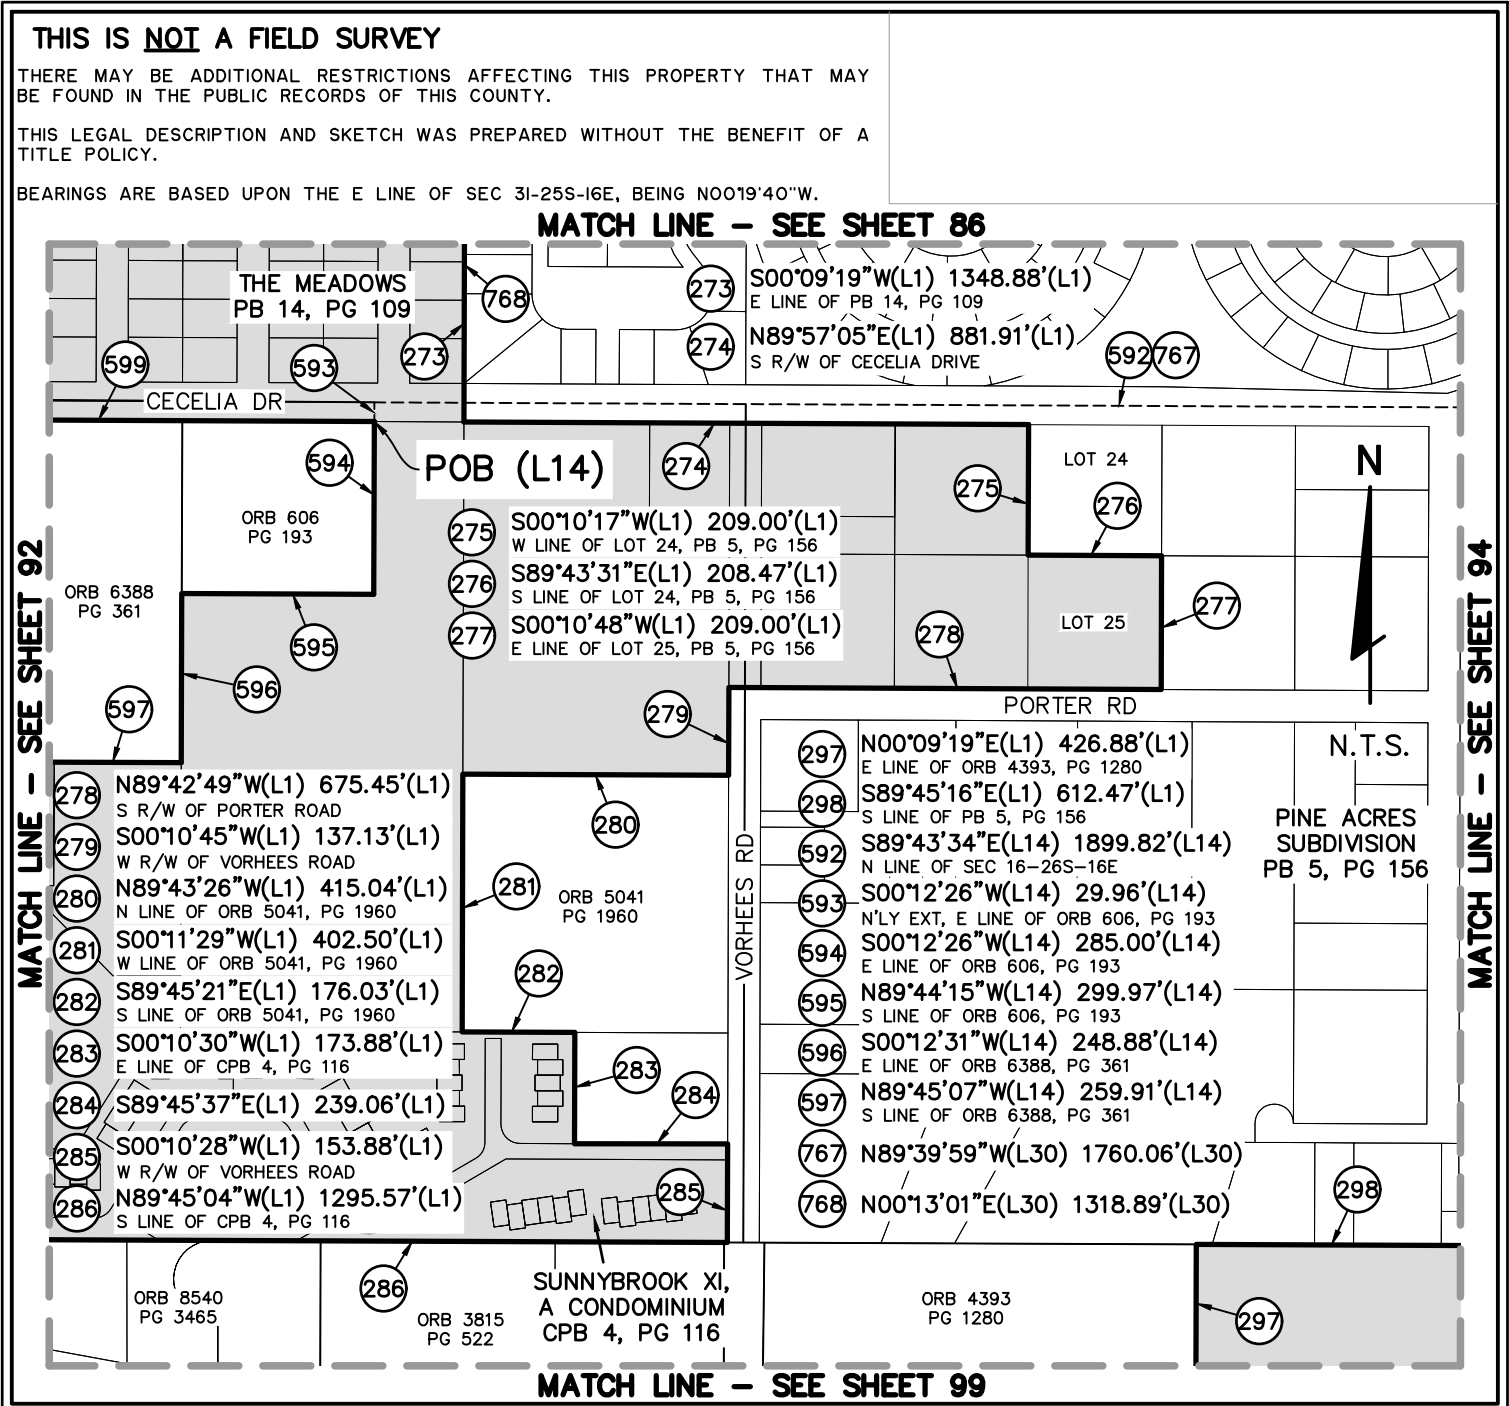 THIS IS NOT A FIELD SURVEY
THERE MAY BE ADDITIONAL RESTRICTIONS AFFECTING THIS PROPERTY THAT MAY
BE FOUND IN THE PUBLIC RECORDS OF THIS COUNTY.
THIS LEGAL DESCRIPTION AND SKETCH WAS PREPARED WITHOUT THE BENEFIT OF A
TITLE POLICY.
BEARINGS ARE BASED UPON THE E LINE OF SEC 31-25S-16E, BEING N00°19'40"W.
MATCH LINE - SEE SHEET 86
THE MEADOWS
PB 14, PG 109
768
273
599
593
CECELIA DR
273 S00°09'19"W(L1) 1348.88'(L1)
E LINE OF PB 14, PG 109
274 N89°57'05"E(L1) 881.91'(L1)
S R/W OF CECELIA DRIVE
592
767
594
POB (L14)
274
275
LOT 24
276
N
ORB 606
PG 193
ORB 6388
PG 361
275 S00°10'17"W(L1) 209.00'(L1)
W LINE OF LOT 24, PB 5, PG 156
276 S89°43'31"E(L1) 208.47'(L1)
S LINE OF LOT 24, PB 5, PG 156
277 S00°10'48"W(L1) 209.00'(L1)
E LINE OF LOT 25, PB 5, PG 156
278
LOT 25
277
595
596
597
279
PORTER RD
N.T.S.
MATCH LINE - SEE SHEET 92
MATCH LINE - SEE SHEET 94
278 N89°42'49"W(L1) 675.45'(L1)
S R/W OF PORTER ROAD
279 S00°10'45"W(L1) 137.13'(L1)
W R/W OF VORHEES ROAD
280 N89°43'26"W(L1) 415.04'(L1)
N LINE OF ORB 5041, PG 1960
281 S00°11'29"W(L1) 402.50'(L1)
W LINE OF ORB 5041, PG 1960
282 S89°45'21"E(L1) 176.03'(L1)
S LINE OF ORB 5041, PG 1960
283 S00°10'30"W(L1) 173.88'(L1)
E LINE OF CPB 4, PG 116
284 S89°45'37"E(L1) 239.06'(L1)
285 S00°10'28"W(L1) 153.88'(L1)
W R/W OF VORHEES ROAD
286 N89°45'04"W(L1) 1295.57'(L1)
S LINE OF CPB 4, PG 116
280
281
ORB 5041
PG 1960
282
283
284
285
VORHEES RD
297 N00°09'19"E(L1) 426.88'(L1)
E LINE OF ORB 4393, PG 1280
298 S89°45'16"E(L1) 612.47'(L1)
S LINE OF PB 5, PG 156
592 S89°43'34"E(L14) 1899.82'(L14)
N LINE OF SEC 16-26S-16E
593 S00°12'26"W(L14) 29.96'(L14)
N'LY EXT, E LINE OF ORB 606, PG 193
594 S00°12'26"W(L14) 285.00'(L14)
E LINE OF ORB 606, PG 193
595 N89°44'15"W(L14) 299.97'(L14)
S LINE OF ORB 606, PG 193
596 S00°12'31"W(L14) 248.88'(L14)
E LINE OF ORB 6388, PG 361
597 N89°45'07"W(L14) 259.91'(L14)
S LINE OF ORB 6388, PG 361
767 N89°39'59"W(L30) 1760.06'(L30)
768 N00°13'01"E(L30) 1318.89'(L30)
PINE ACRES
SUBDIVISION
PB 5, PG 156
298
ORB 8540
PG 3465
286
ORB 3815
PG 522
SUNNYBROOK XI,
A CONDOMINIUM
CPB 4, PG 116
ORB 4393
PG 1280
297
MATCH LINE - SEE SHEET 99